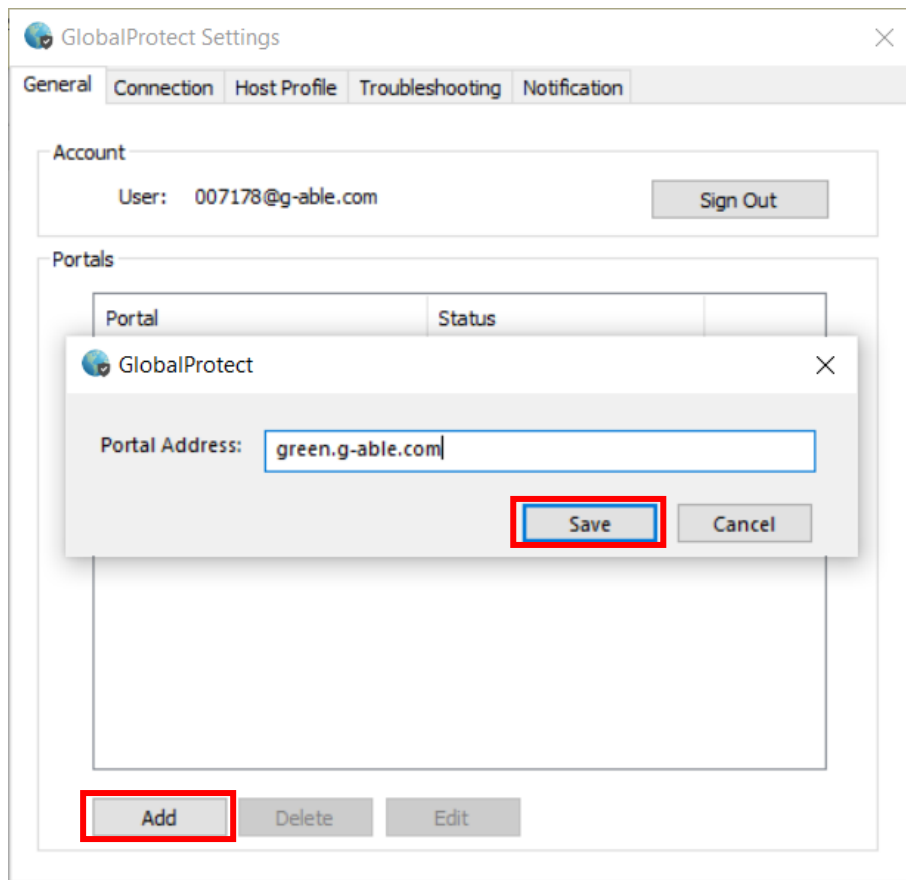 GlobalProtect Settings
General Connection Host Profile Troubleshooting Notification
Account
User: 007178@g-able.com Sign Out
Portals
Portal Status
GlobalProtect
Portal Address: green.g-able.com
Save Cancel
Add Delete Edit